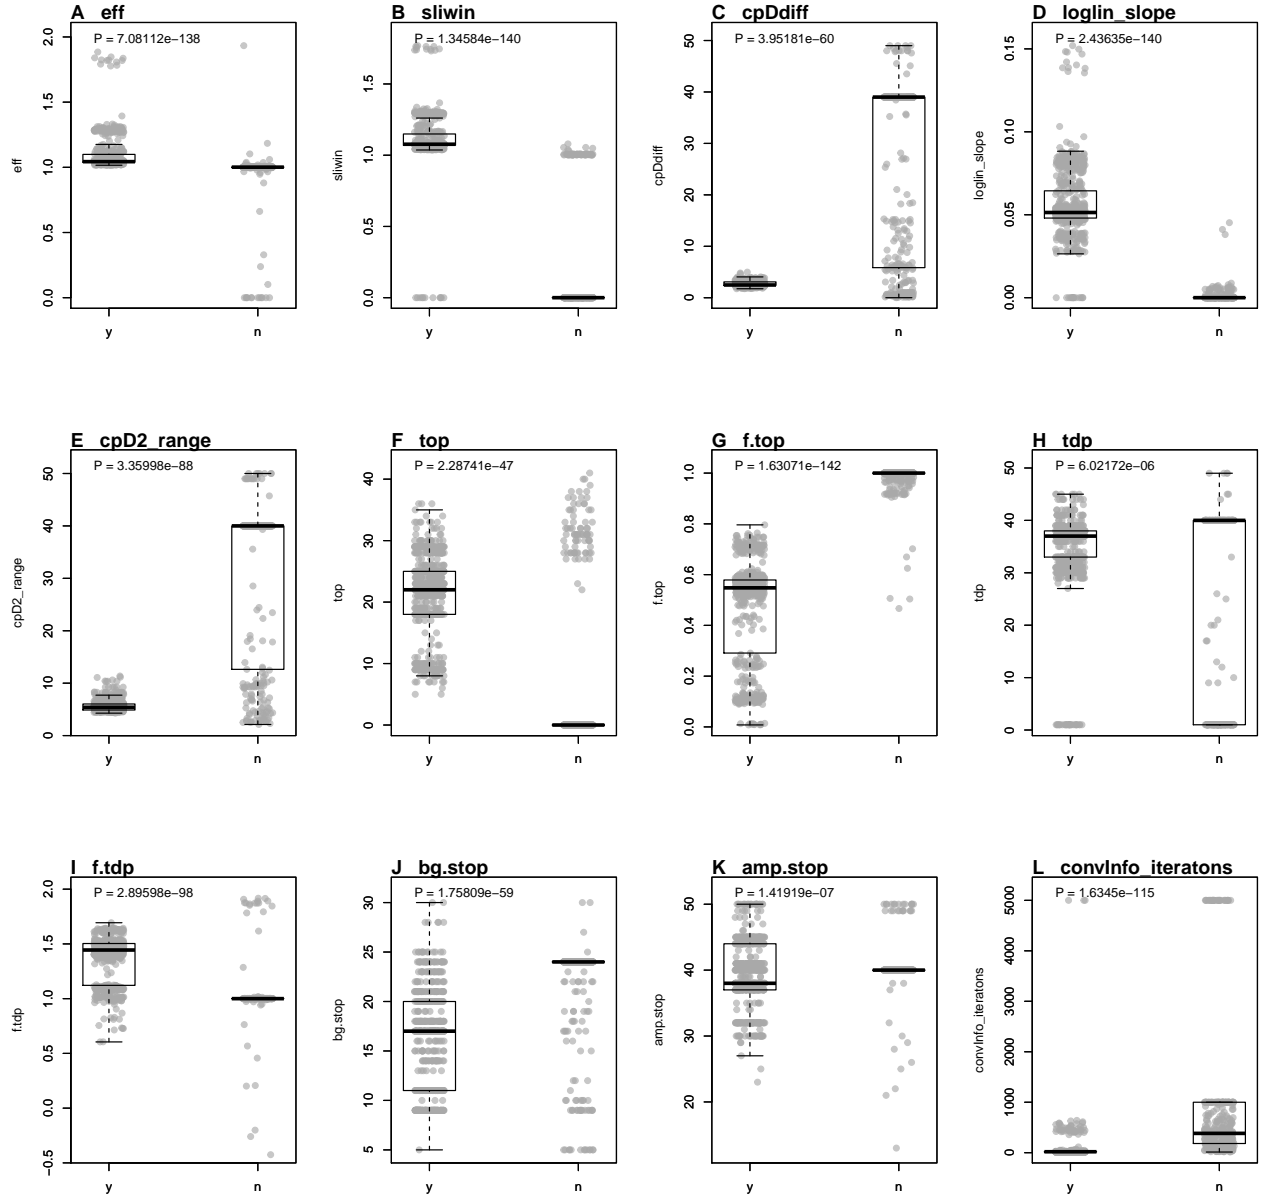 A eff
P = 7.08112e−138
2.0
1.5
1.0
0.5
0.0
eff
y n
B sliwin
P = 1.34584e−140
1.5
1.0
0.5
0.0
sliwin
y n
C cpDdiff
P = 3.95181e−60
50
40
30
20
10
0
cpDdiff
y n
D loglin_slope
P = 2.43635e−140
0.15
0.10
0.05
0.00
loglin_slope
y n
E cpD2_range
P = 3.35998e−88
50
40
30
20
10
0
cpD2_range
y n
F top
P = 2.28741e−47
40
30
20
10
0
top
y n
G f.top
P = 1.63071e−142
1.0
0.8
0.6
0.4
0.2
0.0
f.top
y n
H tdp
P = 6.02172e−06
50
40
30
20
10
0
tdp
y n
I f.tdp
P = 2.89598e−98
2.0
1.5
1.0
0.5
0.0
−0.5
f.tdp
y n
J bg.stop
P = 1.75809e−59
30
25
20
15
10
5
bg.stop
y n
K amp.stop
P = 1.41919e−07
50
40
30
20
amp.stop
y n
L convInfo_iteratons
P = 1.6345e−115
5000
4000
3000
2000
1000
0
convInfo_iteratons
y n